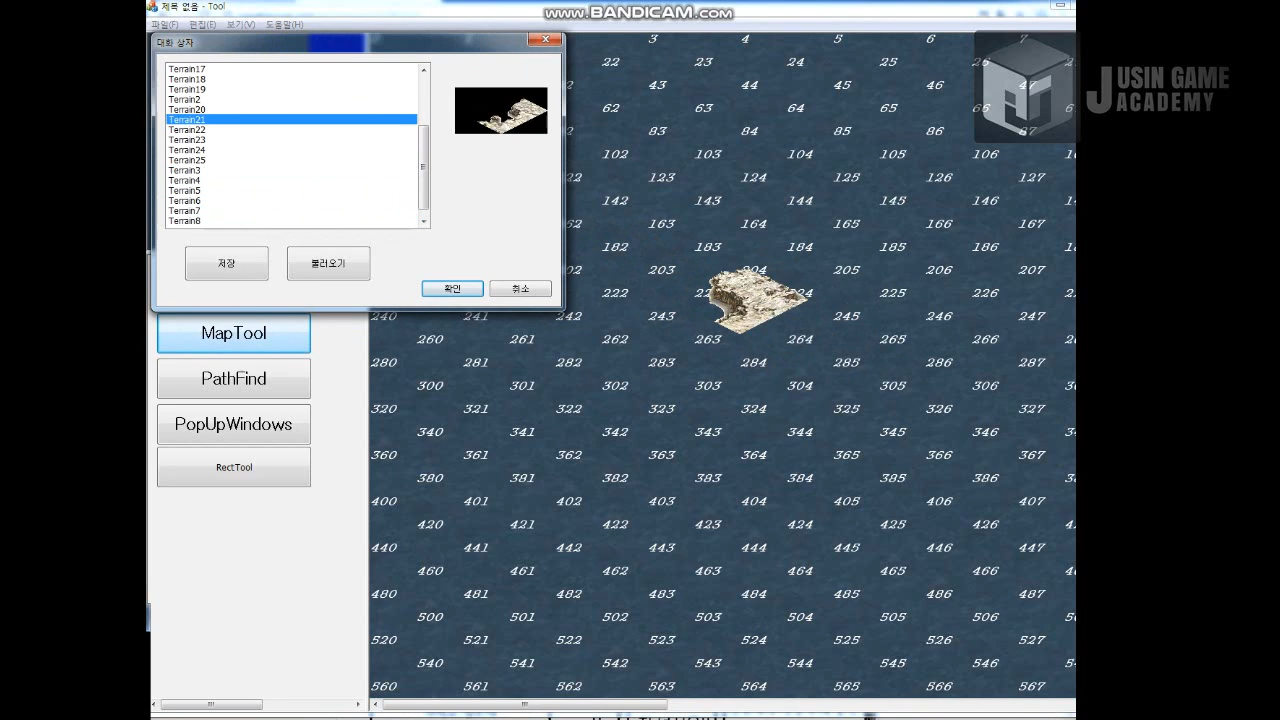 제목 없음 - Tool
www.BANDICAM.com
파일(F) 편집(E) 보기(V) 도움말(H)
JUSIN GAME
ACADEMY
대화 상자
Terrain17
Terrain18
Terrain19
Terrain2
Terrain20
Terrain21
Terrain22
Terrain23
Terrain24
Terrain25
Terrain3
Terrain4
Terrain5
Terrain6
Terrain7
Terrain8
저장 불러오기
확인 취소
MapTool
PathFind
PopUpWindows
RectTool
3 4 5 6 7
22 23 24 25 26
43 44 45 46 47
62 63 64 65 66
83 84 85 86 87
102 103 104 105 106
123 124 125 126 127
142 143 144 145 146
163 164 165 166 167
182 183 184 185 186
203 204 205 206 207
222 225 226
240 241 242 243 245 246 247
260 261 262 263 264 265 266
280 281 282 283 284 285 286 287
300 301 302 303 304 305 306
320 321 322 323 324 325 326 327
340 341 342 343 344 345 346
360 361 362 363 364 365 366 367
380 381 382 383 384 385 386
400 401 402 403 404 405 406 407
420 421 422 423 424 425 426
440 441 442 443 444 445 446 447
460 461 462 463 464 465 466
480 481 482 483 484 485 486 487
500 501 502 503 504 505 506
520 521 522 523 524 525 526 527
540 541 542 543 544 545 546
560 561 562 563 564 565 566 567